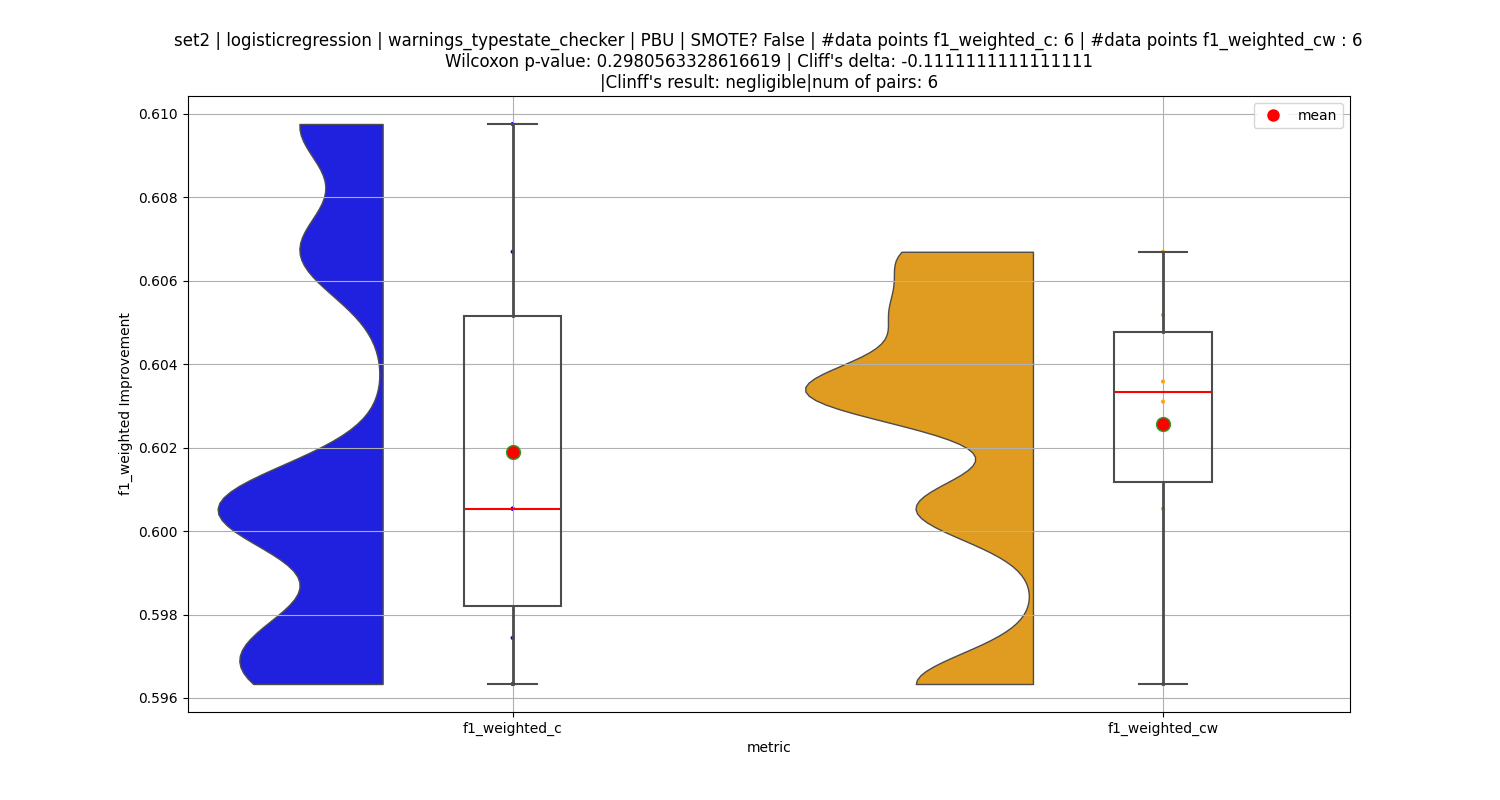 set2 | logisticregression | warnings_typestate_checker | PBU | SMOTE? False | #data points f1_weighted_c: 6 | #data points f1_weighted_cw : 6
Wilcoxon p-value: 0.2980563328616619 | Cliff's delta: -0.1111111111111111
|Clinff's result: negligible|num of pairs: 6
mean
0.610
0.608
0.606
0.604
0.602
0.600
0.598
0.596
f1_weighted Improvement
f1_weighted_c
f1_weighted_cw
metric